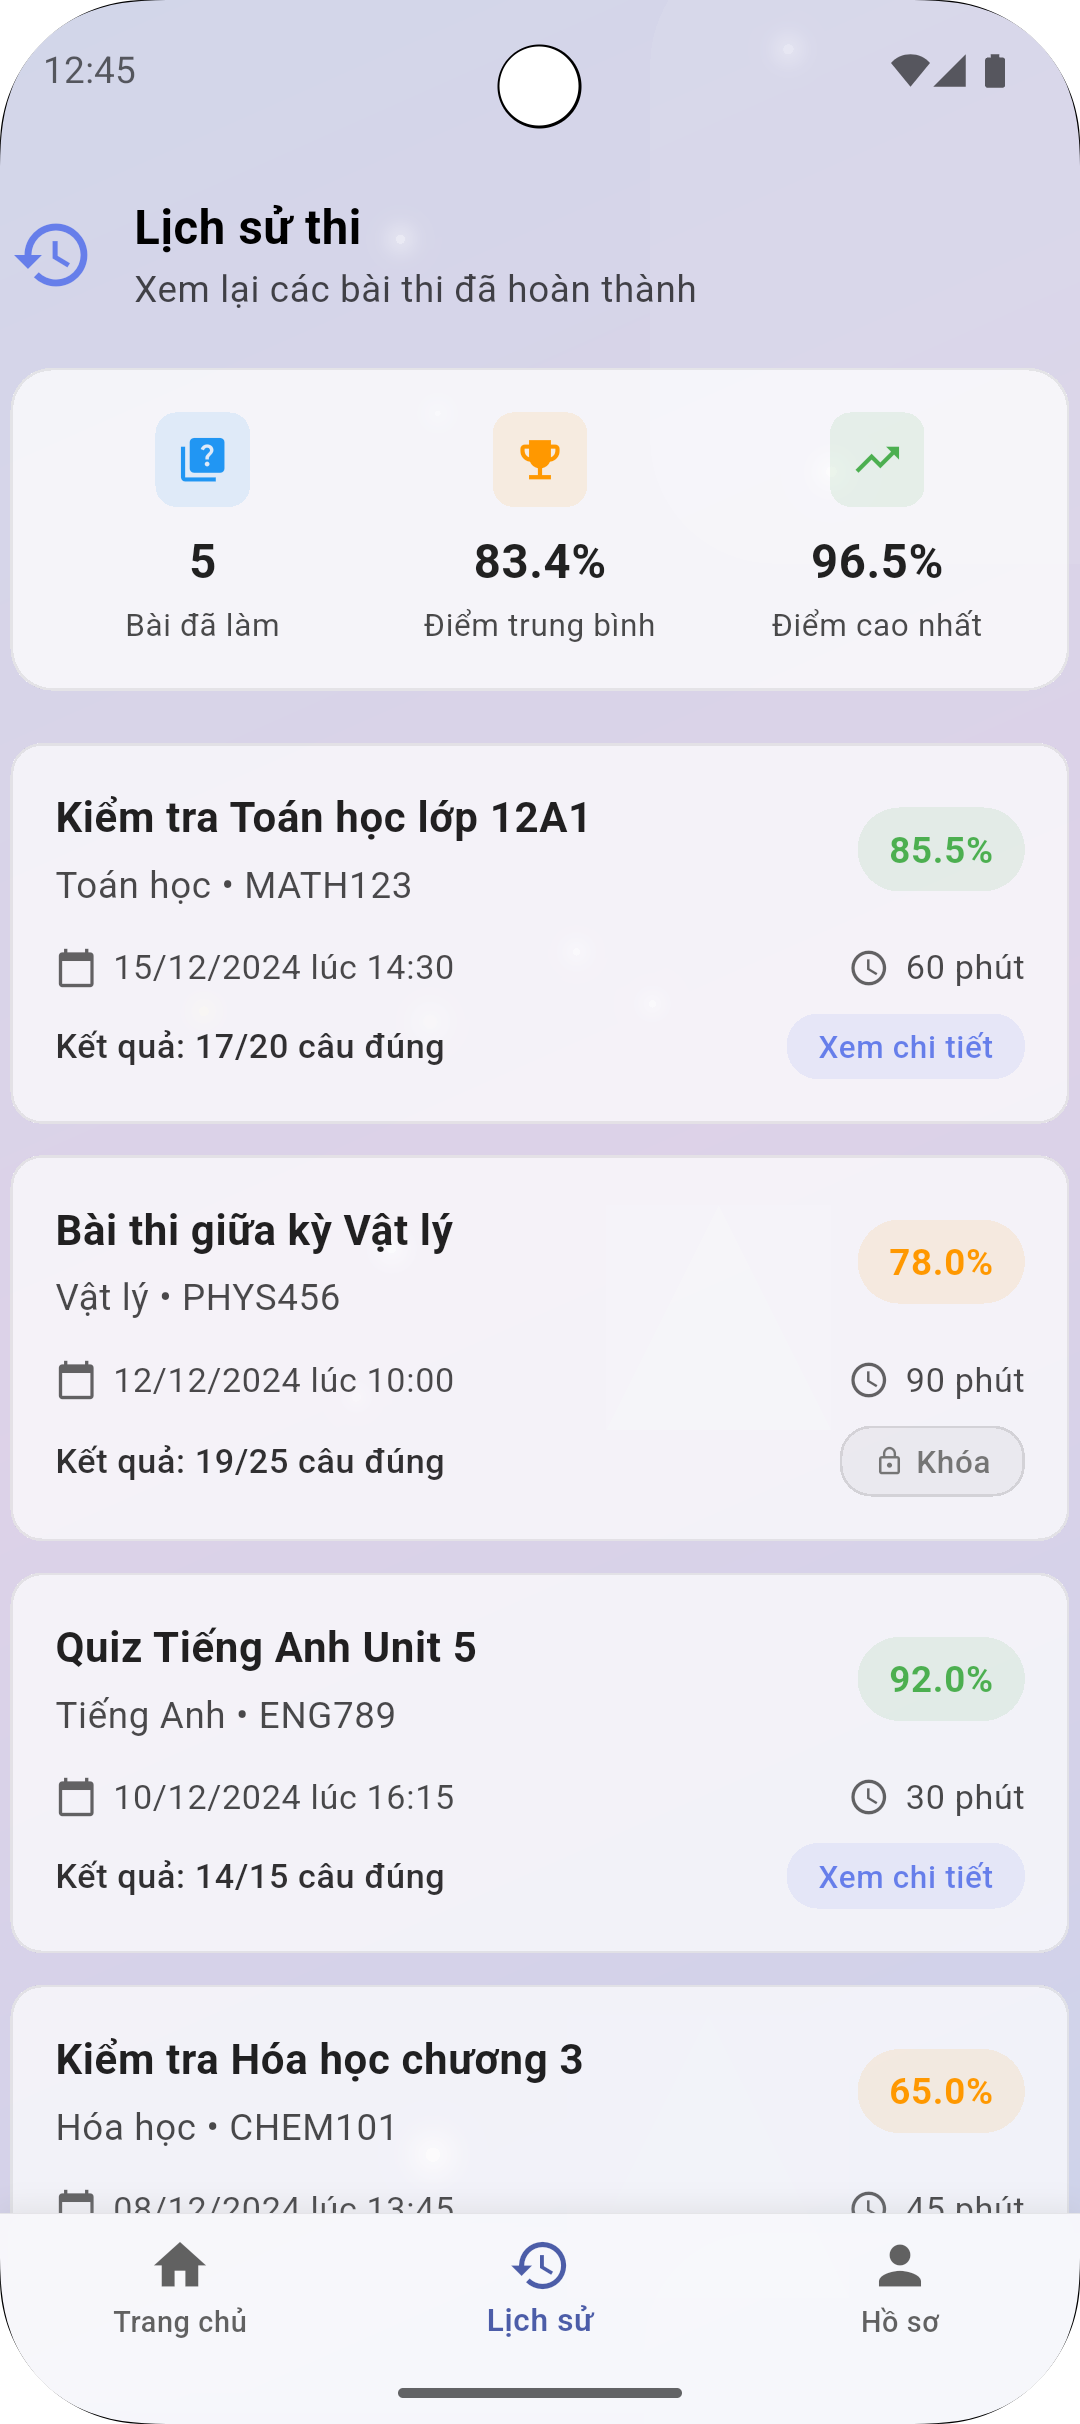 12:45
Lịch sử thi
Xem lại các bài thi đã hoàn thành
5
83.4%
96.5%
Bài đã làm
Điểm trung bình
Điểm cao nhất
Kiểm tra Toán học lớp 12A1
85.5%
Toán học • MATH123
15/12/2024 lúc 14:30
60 phút
Kết quả: 17/20 câu đúng
Xem chi tiết
Bài thi giữa kỳ Vật lý
78.0%
Vật lý • PHYS456
12/12/2024 lúc 10:00
90 phút
Kết quả: 19/25 câu đúng
Khóa
Quiz Tiếng Anh Unit 5
92.0%
Tiếng Anh • ENG789
10/12/2024 lúc 16:15
30 phút
Kết quả: 14/15 câu đúng
Xem chi tiết
Kiểm tra Hóa học chương 3
65.0%
Hóa học • CHEM101
08/12/2024 lúc 13:45
45 phút
Trang chủ
Lịch sử
Hồ sơ